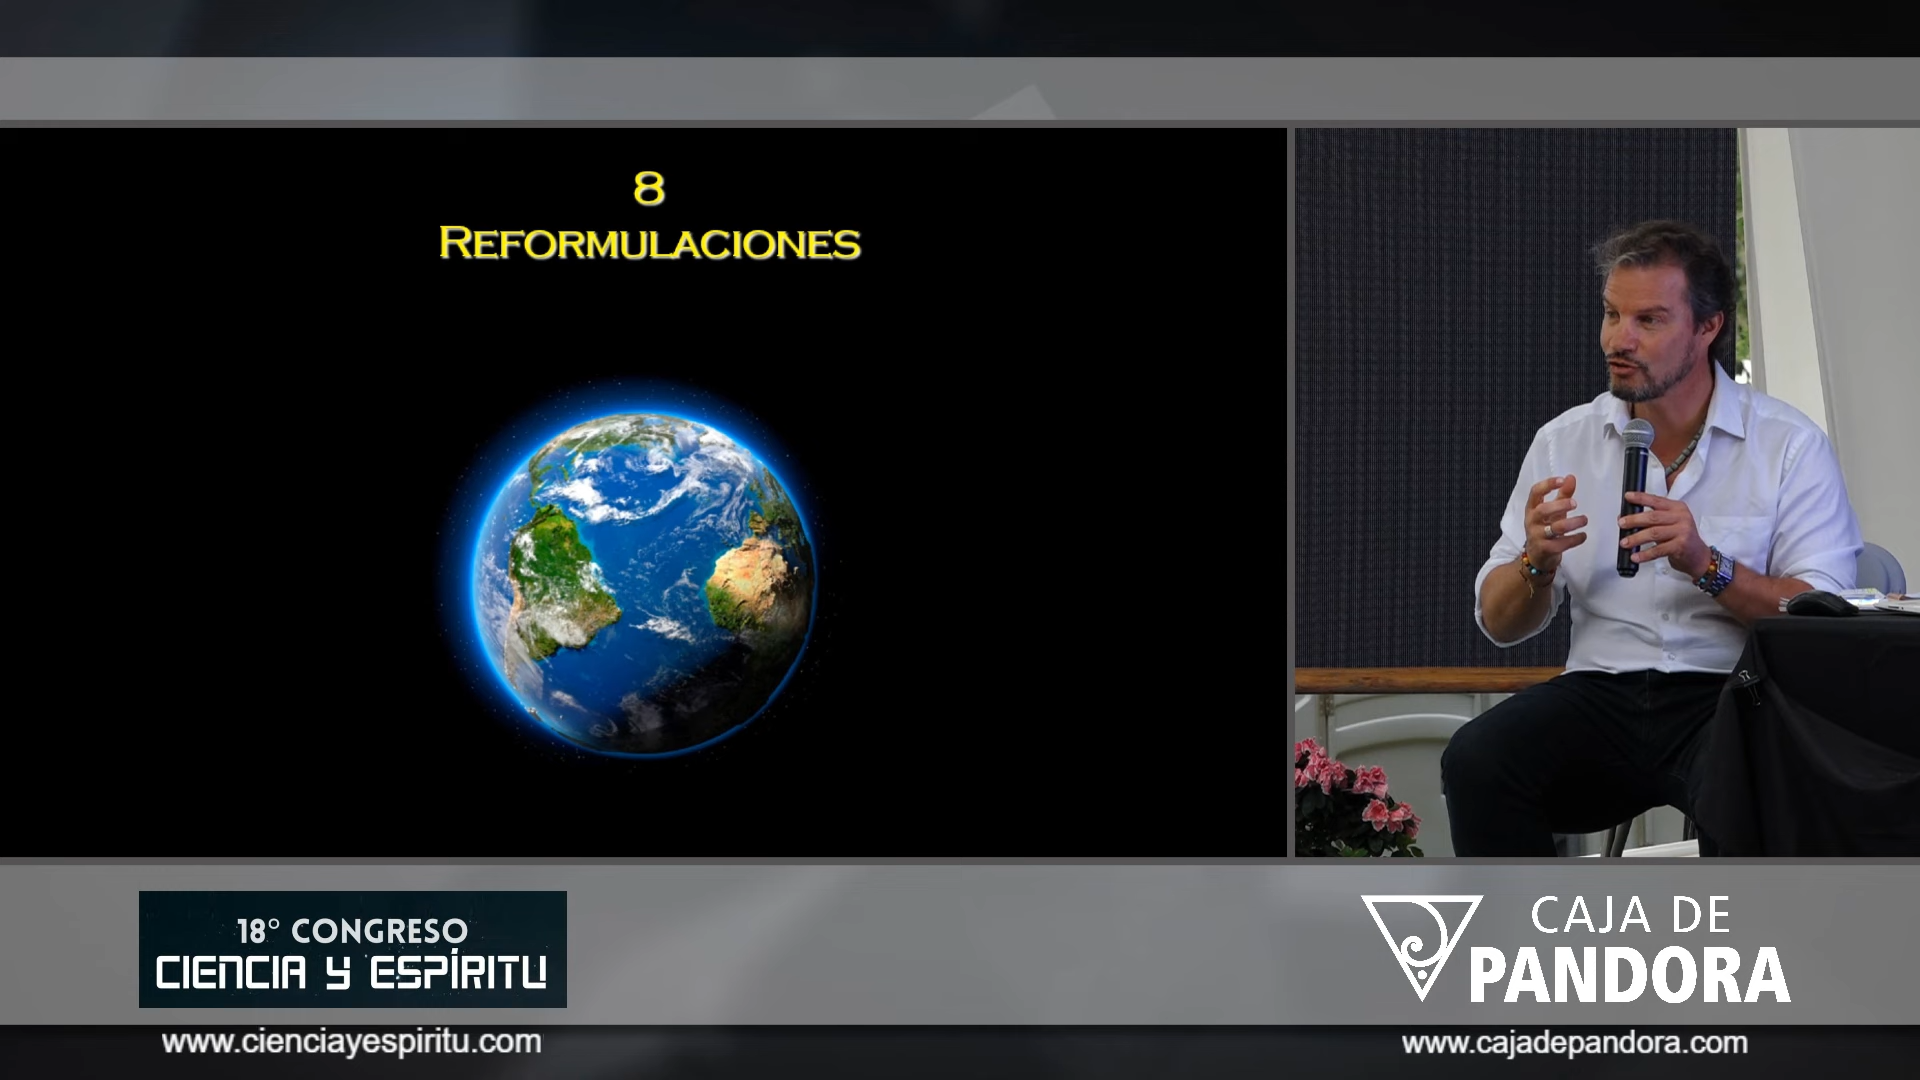 8
REFORMULACIONES
18° CONGRESO
CIENCIA Y ESPÍRITU
CAJA DE
PANDORA
www.cienciayespiritu.com
www.cajadepandora.com